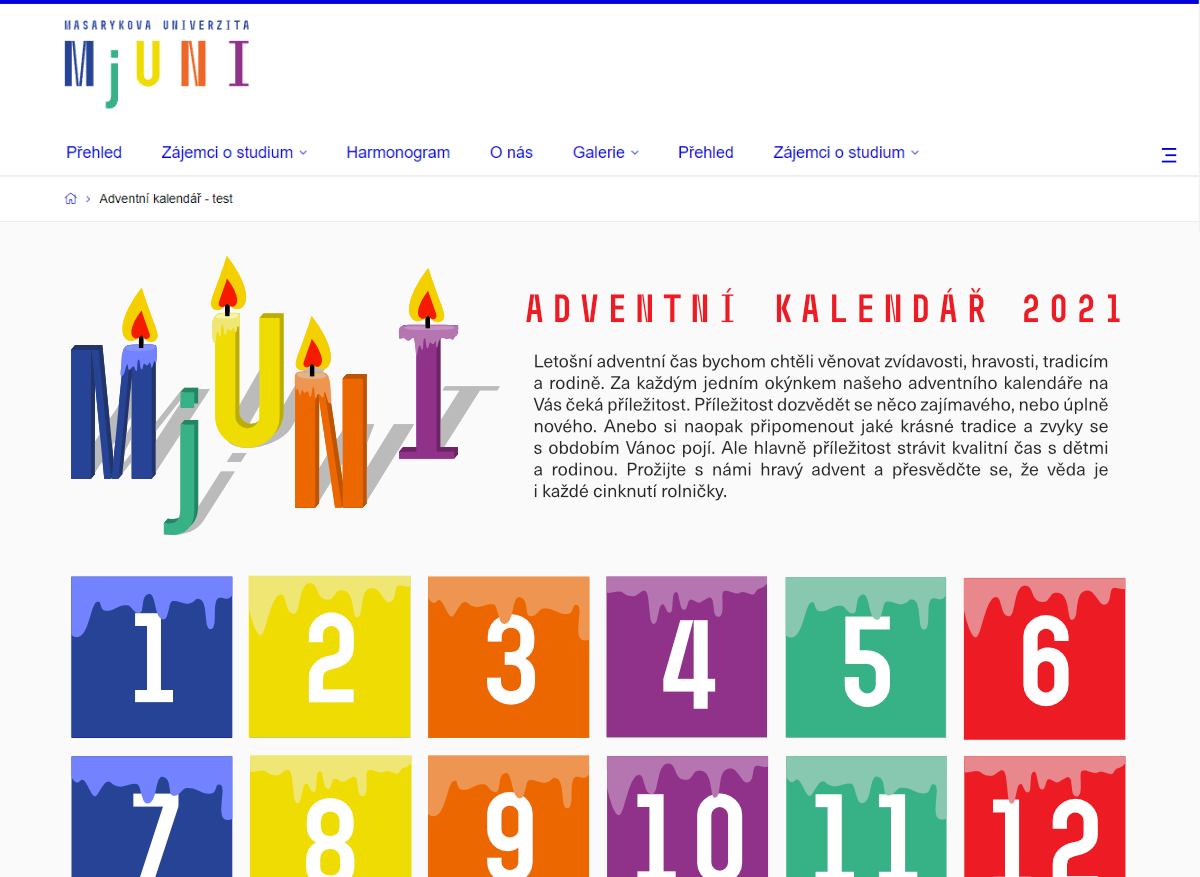 MASARYKOVA UNIVERZITA
MjUNI
Přehled Zájemci o studium Harmonogram O nás Galerie Přehled Zájemci o studium
Adventní kalendář - test
MjUNI
ADVENTNÍ KALENDÁŘ 2021
Letošní adventní čas bychom chtěli věnovat zvídavosti, hravosti, tradicím
a rodině. Za každým jedním okýnkem našeho adventního kalendáře na
Vás čeká příležitost. Příležitost dozvědět se něco zajímavého, nebo úplně
nového. Anebo si naopak připomenout jaké krásné tradice a zvyky se
s obdobím Vánoc pojí. Ale hlavně příležitost strávit kvalitní čas s dětmi
a rodinou. Prožijte s námi hravý advent a přesvědčte se, že věda je
i každé cinknutí rolničky.
1 2 3 4 5 6
7 8 9 10 11 12